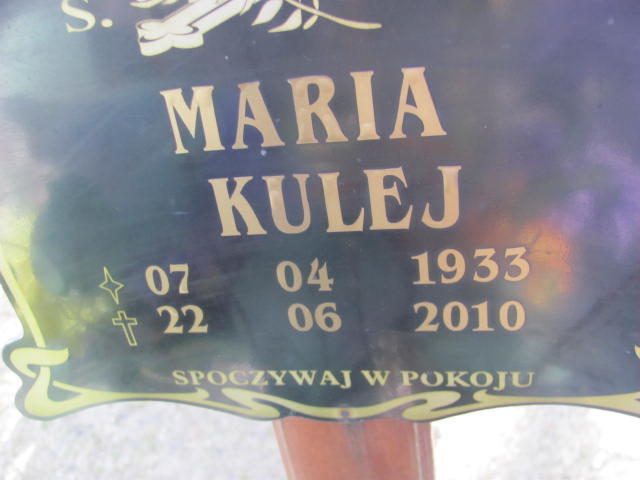 S.
MARIA
KULEJ
07 04 1933
22 06 2010
SPOCZYWAJ W POKOJU